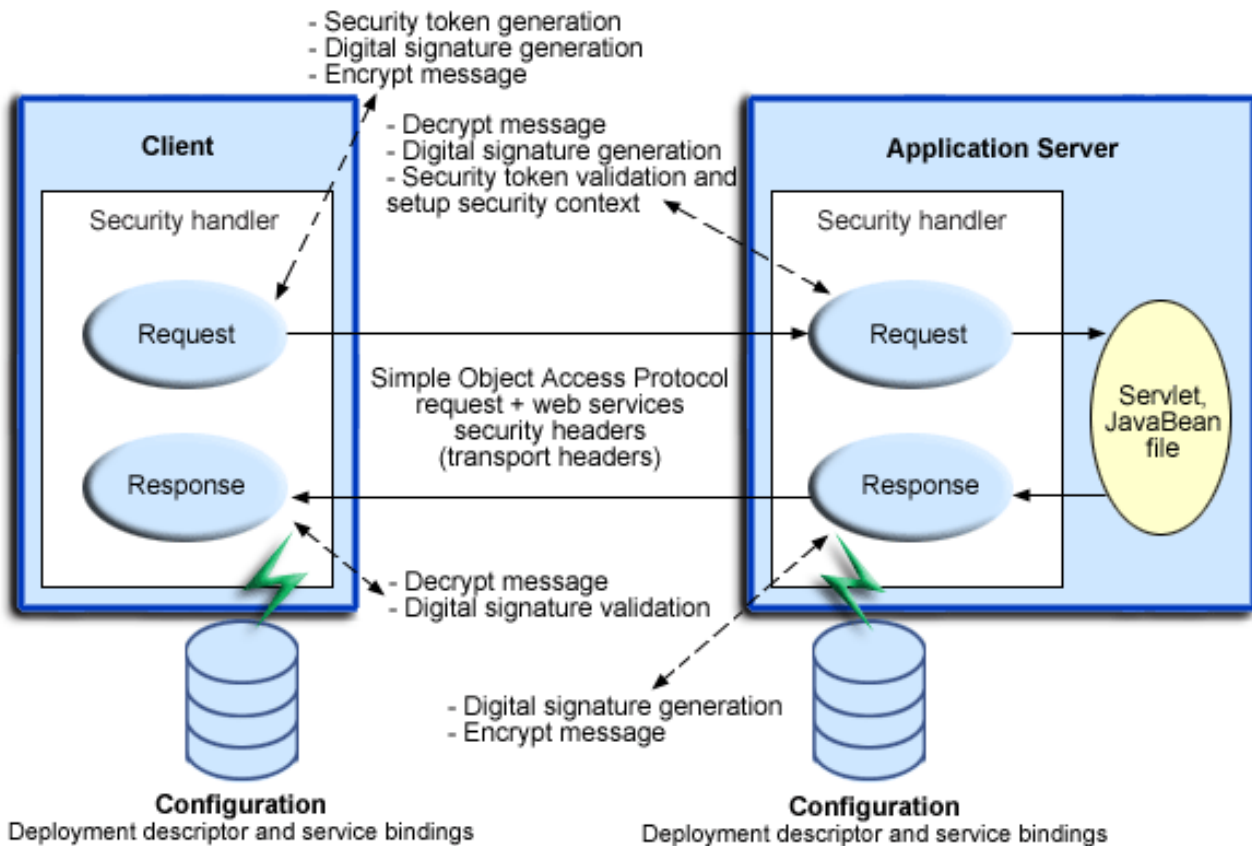 - Security token generation
- Digital signature generation
- Encrypt message
Client
- Decrypt message
- Digital signature generation
- Security token validation and
setup security context
Application Server
Security handler
Security handler
Request
Request
Simple Object Access Protocol
request + web services
security headers
(transport headers)
Servlet,
JavaBean
file
Response
Response
- Decrypt message
- Digital signature validation
- Digital signature generation
- Encrypt message
Configuration
Deployment descriptor and service bindings
Configuration
Deployment descriptor and service bindings